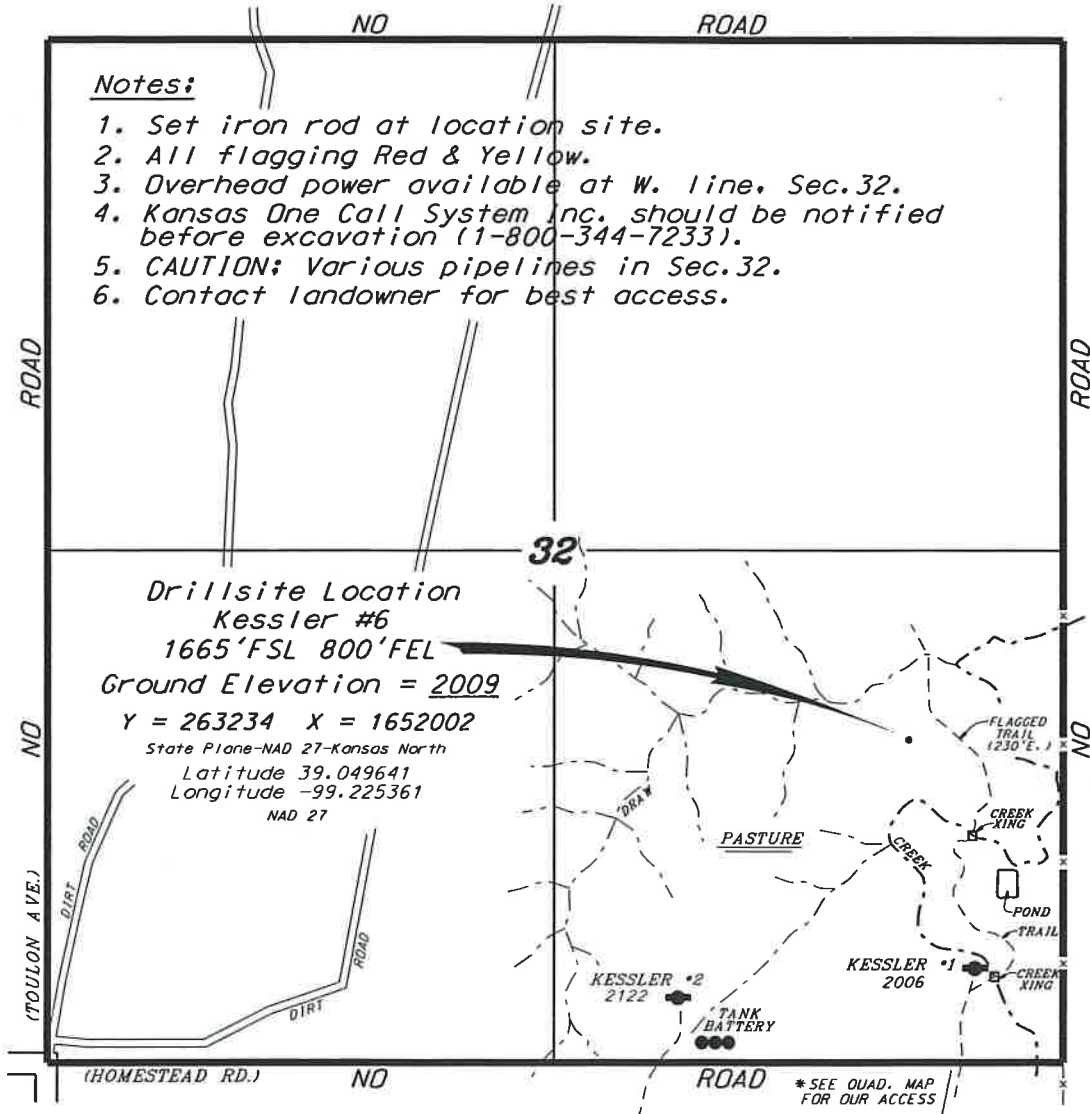 NO ROAD
Notes:
1. Set iron rod at location site.
2. All flagging Red & Yellow.
3. Overhead power available at W. line, Sec.32.
4. Kansas One Call System Inc. should be notified
before excavation (1-800-344-7233).
5. CAUTION: Various pipelines in Sec.32.
6. Contact landowner for best access.
ROAD
ROAD
32
Drillsite Location
Kessler #6
1665'FSL 800'FEL
Ground Elevation = 2009
Y = 263234 X = 1652002
State Plane-NAD 27-Kansas North
Latitude 39.049641
Longitude -99.225361
NAD 27
NO
NO
FLAGGED
TRAIL
(230'E.)
DRAW
PASTURE
CREEK
CREEK
XING
POND
TRAIL
DIRT ROAD
(TOULON AVE.)
DIRT ROAD
KESSLER #1
2006
CREEK
XING
KESSLER #2
2122
TANK
BATTERY
(HOMESTEAD RD.)
NO ROAD
*SEE QUAD. MAP
FOR OUR ACCESS